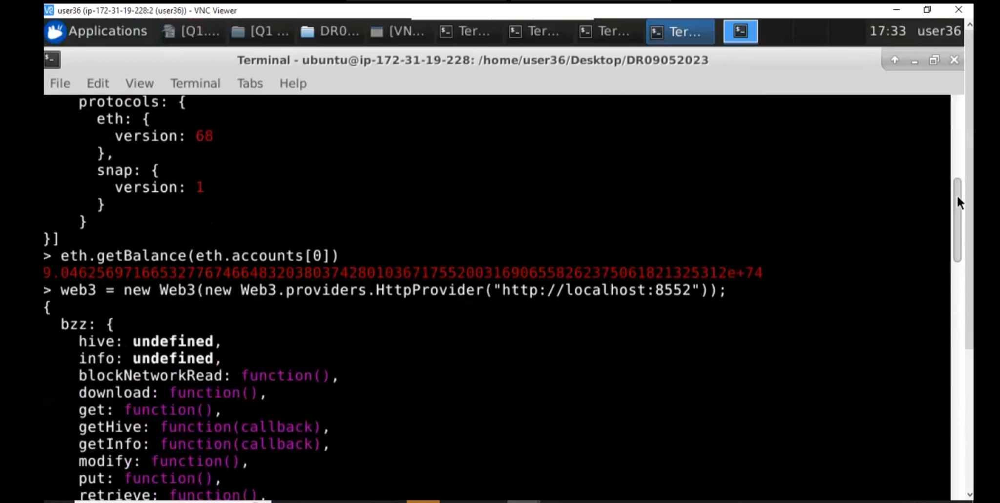 user36 (ip-172-31-19-228:2 (user36)) - VNC Viewer
Applications [Q1.... [Q1 ... DR0... [VN... Ter... Ter... Ter... Ter... 17:33 user36
Terminal - ubuntu@ip-172-31-19-228: /home/user36/Desktop/DR09052023
File Edit View Terminal Tabs Help
protocols: {
eth: {
version: 68
},
snap: {
version: 1
}
}
}]
> eth.getBalance(eth.accounts[0])
9.046256971665327767466483203803742801036717552003169065582623750618213253​12e+74
> web3 = new Web3(new Web3.providers.HttpProvider("http://localhost:8552"));
{
bzz: {
hive: undefined,
info: undefined,
blockNetworkRead: function(),
download: function(),
get: function(),
getHive: function(callback),
getInfo: function(callback),
modify: function(),
put: function(),
retrieve: function(),